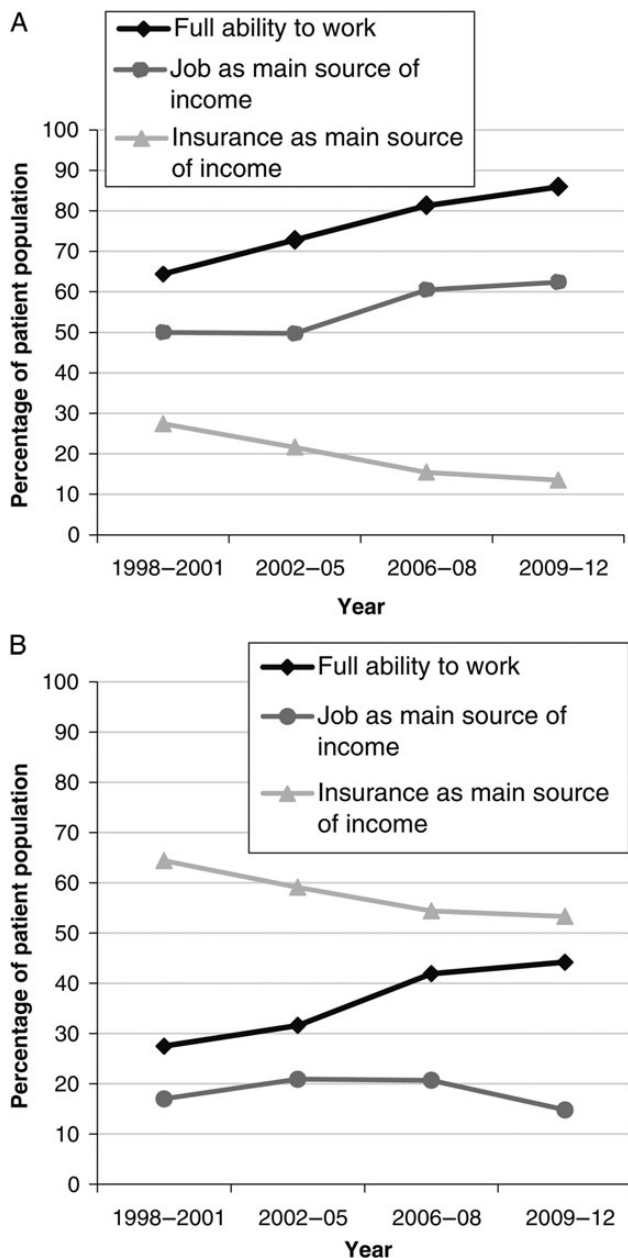 A
Full ability to work
Job as main source of
income
Insurance as main source
of income
100
90
80
70
60
50
40
30
20
10
0
Percentage of patient population
1998–2001 2002–05 2006–08 2009–12
Year
B
Full ability to work
Job as main source of
income
Insurance as main source
of income
100
90
80
70
60
50
40
30
20
10
0
Percentage of patient population
1998–2001 2002–05 2006–08 2009–12
Year